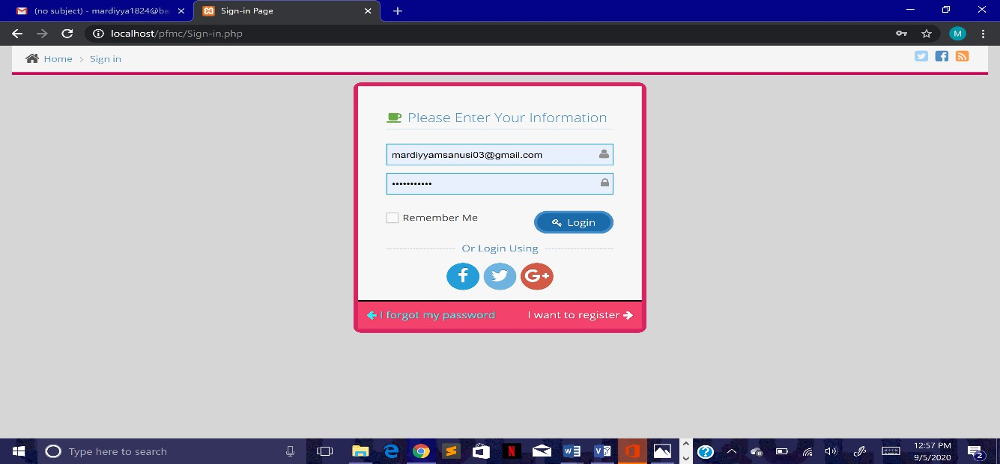 (no subject) - mardiyya1824@ba
Sign-in Page
localhost/pfmc/Sign-in.php
M
Home > Sign in
Please Enter Your Information
mardiyyamsanusi03@gmail.com
•••••••••••
Remember Me
Login
Or Login Using
f G+
I forgot my password
I want to register
Type here to search
12:57 PM
9/5/2020
2